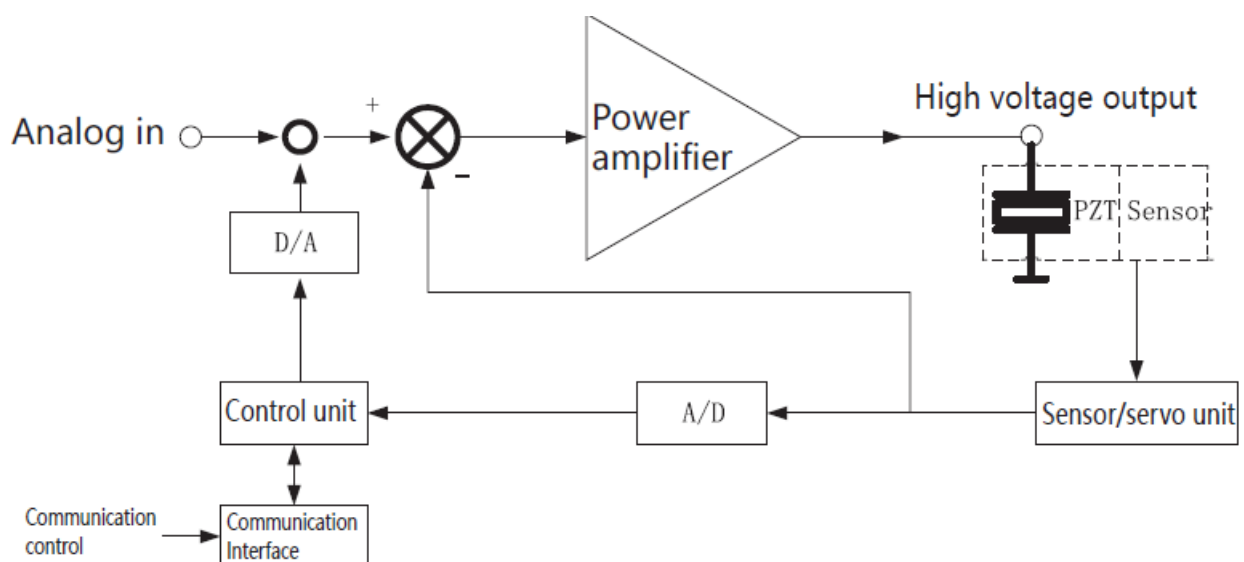 High voltage output
Analog in
+
−
Power
amplifier
D/A
PZT
Sensor
Control unit
A/D
Sensor/servo unit
Communication
control
Communication
Interface